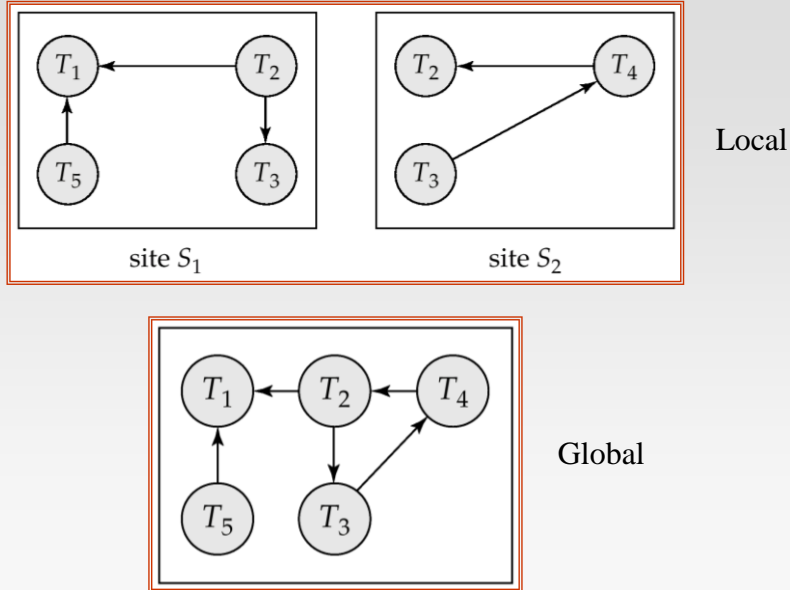 T1 T2 T2 T4
Local
T5 T3 T3
site S1 site S2
T1 T2 T4
Global
T5 T3